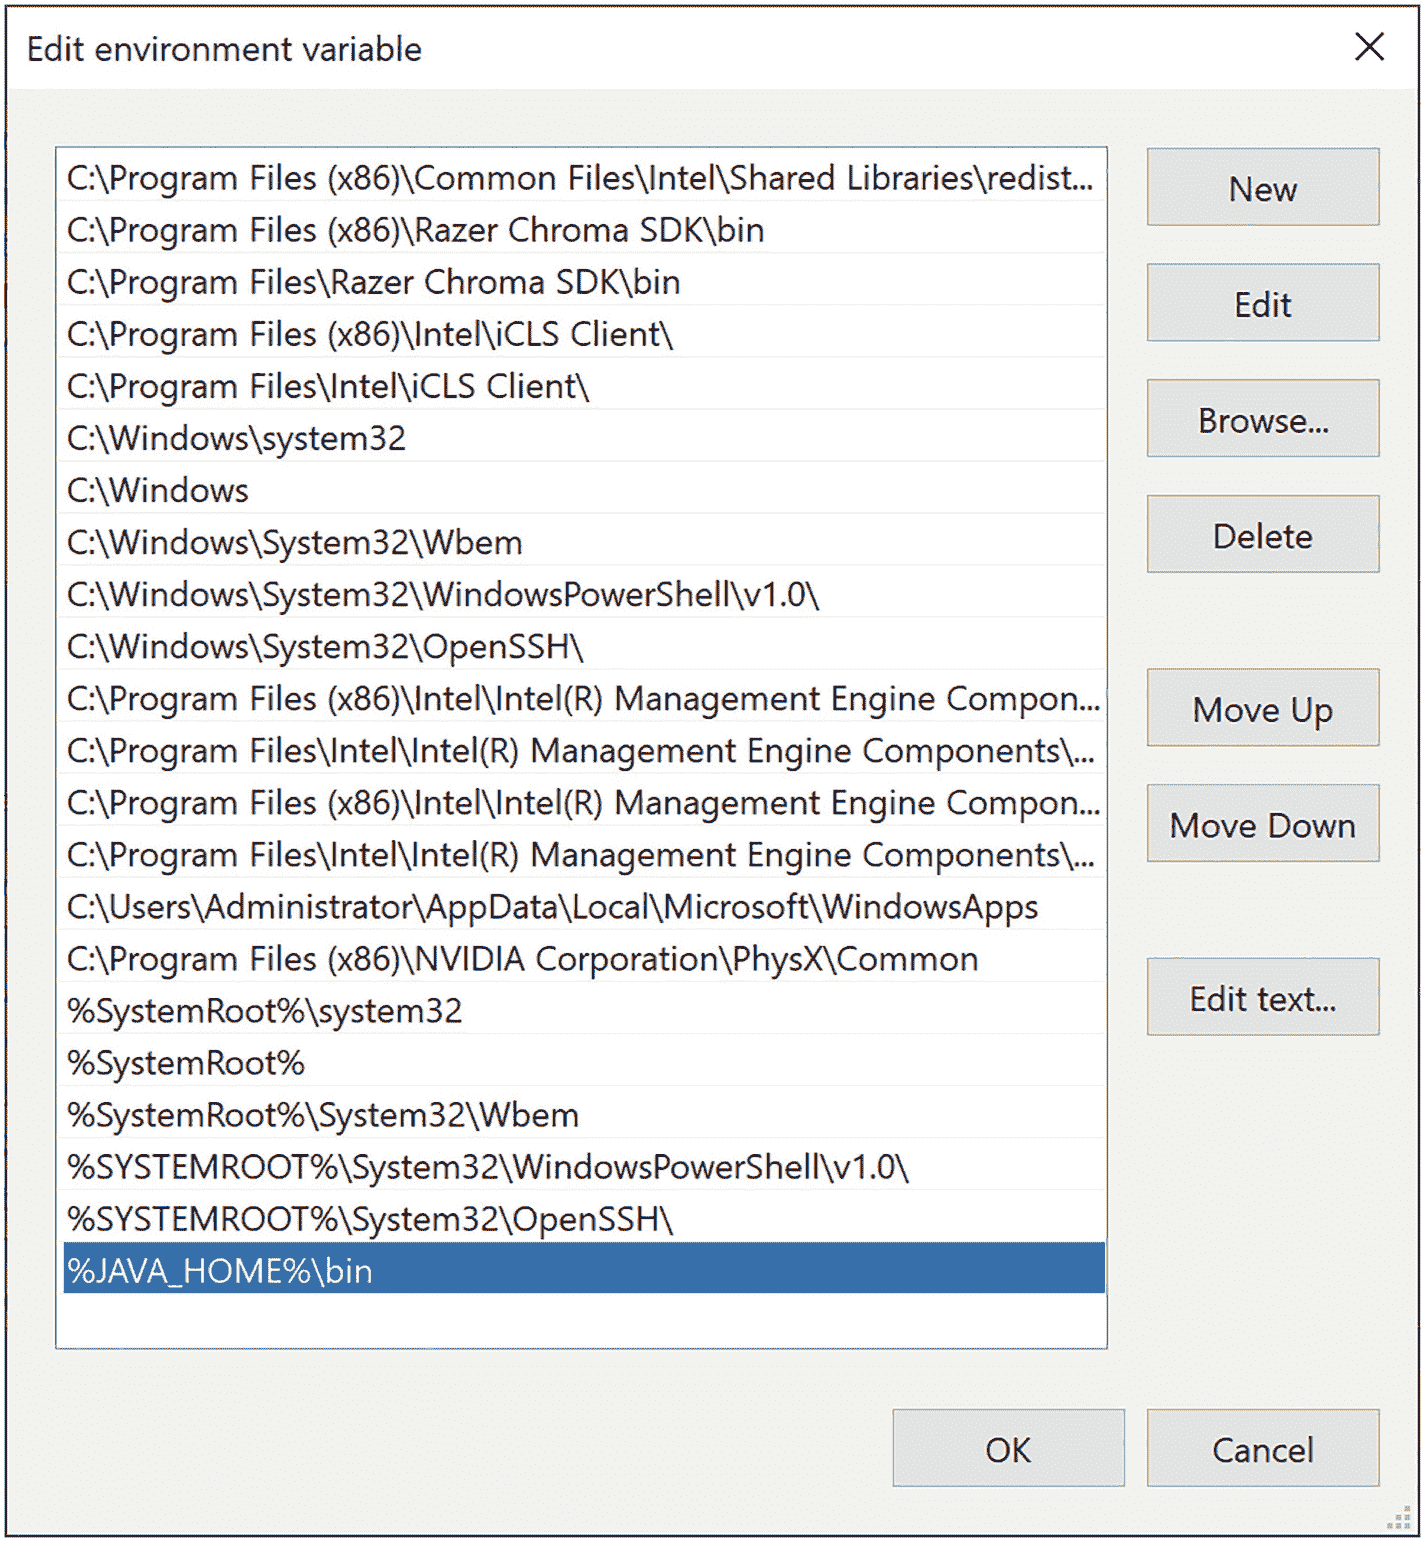 Edit environment variable
C:\Program Files (x86)\Common Files\Intel\Shared Libraries\redist...
C:\Program Files (x86)\Razer Chroma SDK\bin
C:\Program Files\Razer Chroma SDK\bin
C:\Program Files (x86)\Intel\iCLS Client\
C:\Program Files\Intel\iCLS Client\
C:\Windows\system32
C:\Windows
C:\Windows\System32\Wbem
C:\Windows\System32\WindowsPowerShell\v1.0\
C:\Windows\System32\OpenSSH\
C:\Program Files (x86)\Intel\Intel(R) Management Engine Compon...
C:\Program Files\Intel\Intel(R) Management Engine Components\...
C:\Program Files (x86)\Intel\Intel(R) Management Engine Compon...
C:\Program Files\Intel\Intel(R) Management Engine Components\...
C:\Users\Administrator\AppData\Local\Microsoft\WindowsApps
C:\Program Files (x86)\NVIDIA Corporation\PhysX\Common
%SystemRoot%\system32
%SystemRoot%
%SystemRoot%\System32\Wbem
%SYSTEMROOT%\System32\WindowsPowerShell\v1.0\
%SYSTEMROOT%\System32\OpenSSH\
%JAVA_HOME%\bin
New
Edit
Browse...
Delete
Move Up
Move Down
Edit text...
OK
Cancel